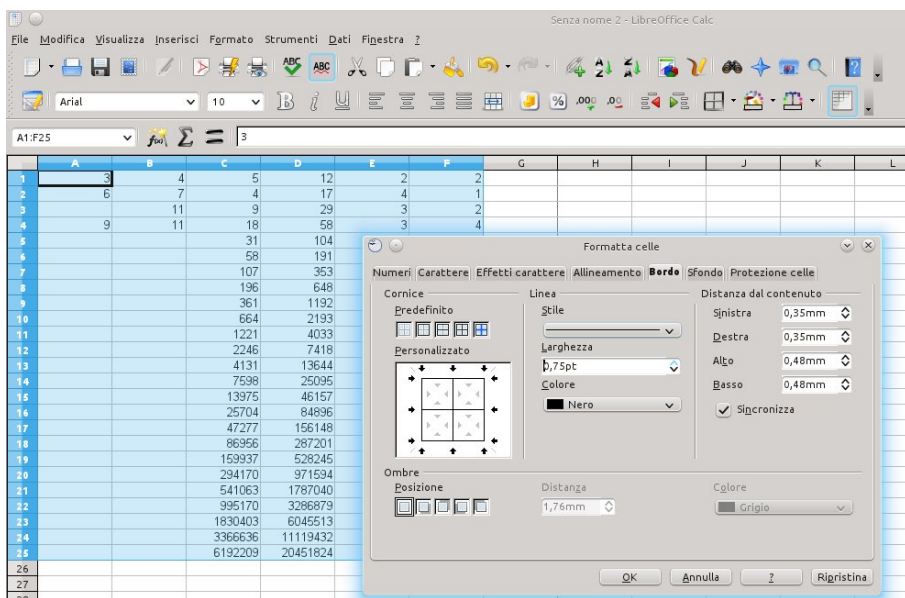 Senza nome 2 - LibreOffice Calc
File Modifica Visualizza Inserisci Formato Strumenti Dati Finestra ?
ABC ABC
Arial 10
A1:F25 3
A B C D E F G H I J K L
1 3 4 5 12 2 2
2 6 7 4 17 4 1
3 11 9 29 3 2
4 9 11 18 58 3 4
5 31 104
6 58 191
7 107 353
8 196 648
9 361 1192
10 664 2193
11 1221 4033
12 2246 7418
13 4131 13644
14 7598 25095
15 13975 46157
16 25704 84896
17 47277 156148
18 86956 287201
19 159937 528245
20 294170 971594
21 541063 1787040
22 995170 3286879
23 1830403 6045513
24 3366636 11119432
25 6192209 20451824
26
27
Formatta celle
Numeri Carattere Effetti carattere Allineamento Bordo Sfondo Protezione celle
Cornice
Predefinito
Personalizzato
Linea
Stile
Larghezza
0,75pt
Colore
Nero
Distanza dal contenuto
Sinistra 0,35mm
Destra 0,35mm
Alto 0,48mm
Basso 0,48mm
Sincronizza
Ombre
Posizione
Distanza
1,76mm
Colore
Grigio
OK Annulla ? Ripristina